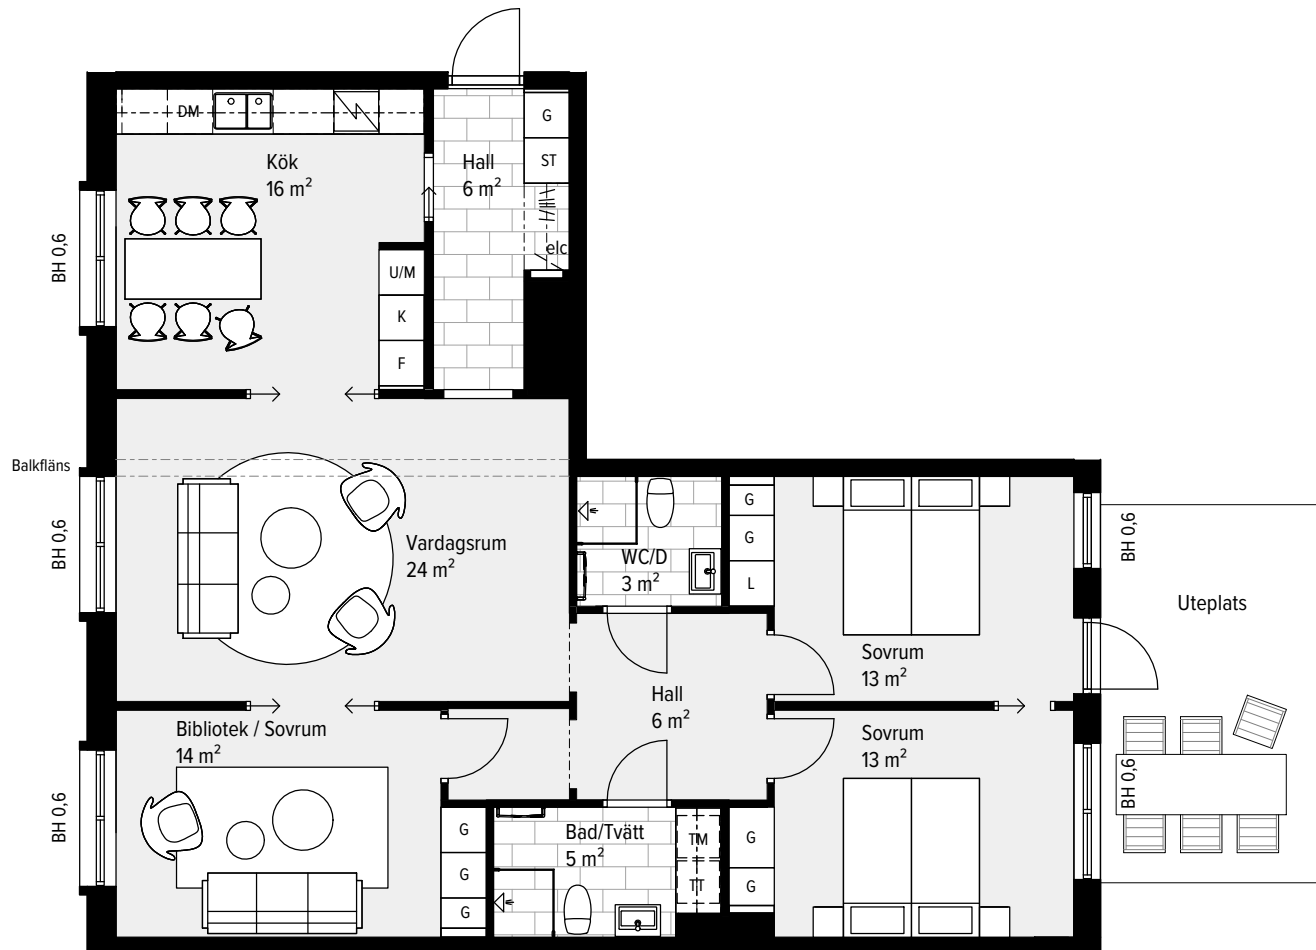 DM
Kök
16 m²
Hall
6 m²
G
ST
elc
U/M
K
F
BH 0,6
Balkfläns
BH 0,6
Vardagsrum
24 m²
WC/D
3 m²
G
G
L
Sovrum
13 m²
BH 0,6
Uteplats
Hall
6 m²
Bibliotek / Sovrum
14 m²
BH 0,6
G
G
G
Bad/Tvätt
5 m²
TM
TT
G
G
Sovrum
13 m²
BH 0,6